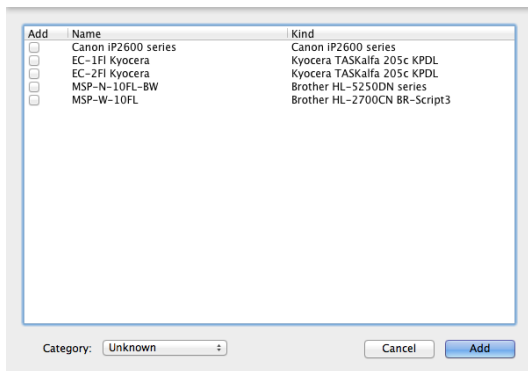 Add Name Kind
Canon iP2600 series Canon iP2600 series
EC-1Fl Kyocera Kyocera TASKalfa 205c KPDL
EC-2Fl Kyocera Kyocera TASKalfa 205c KPDL
MSP-N-10FL-BW Brother HL-5250DN series
MSP-W-10FL Brother HL-2700CN BR-Script3
Category: Unknown Cancel Add